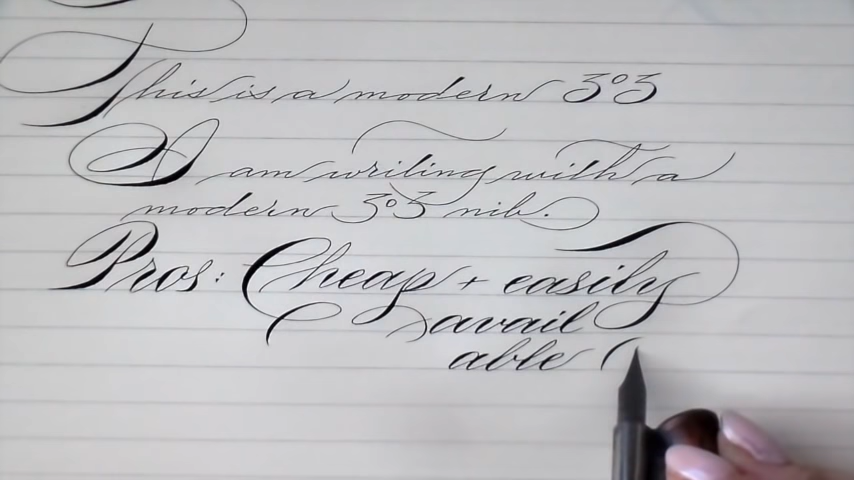 This is a modern 303
I am writing with a
modern 303 nib.
Pros: Cheap + easily
avail
able (